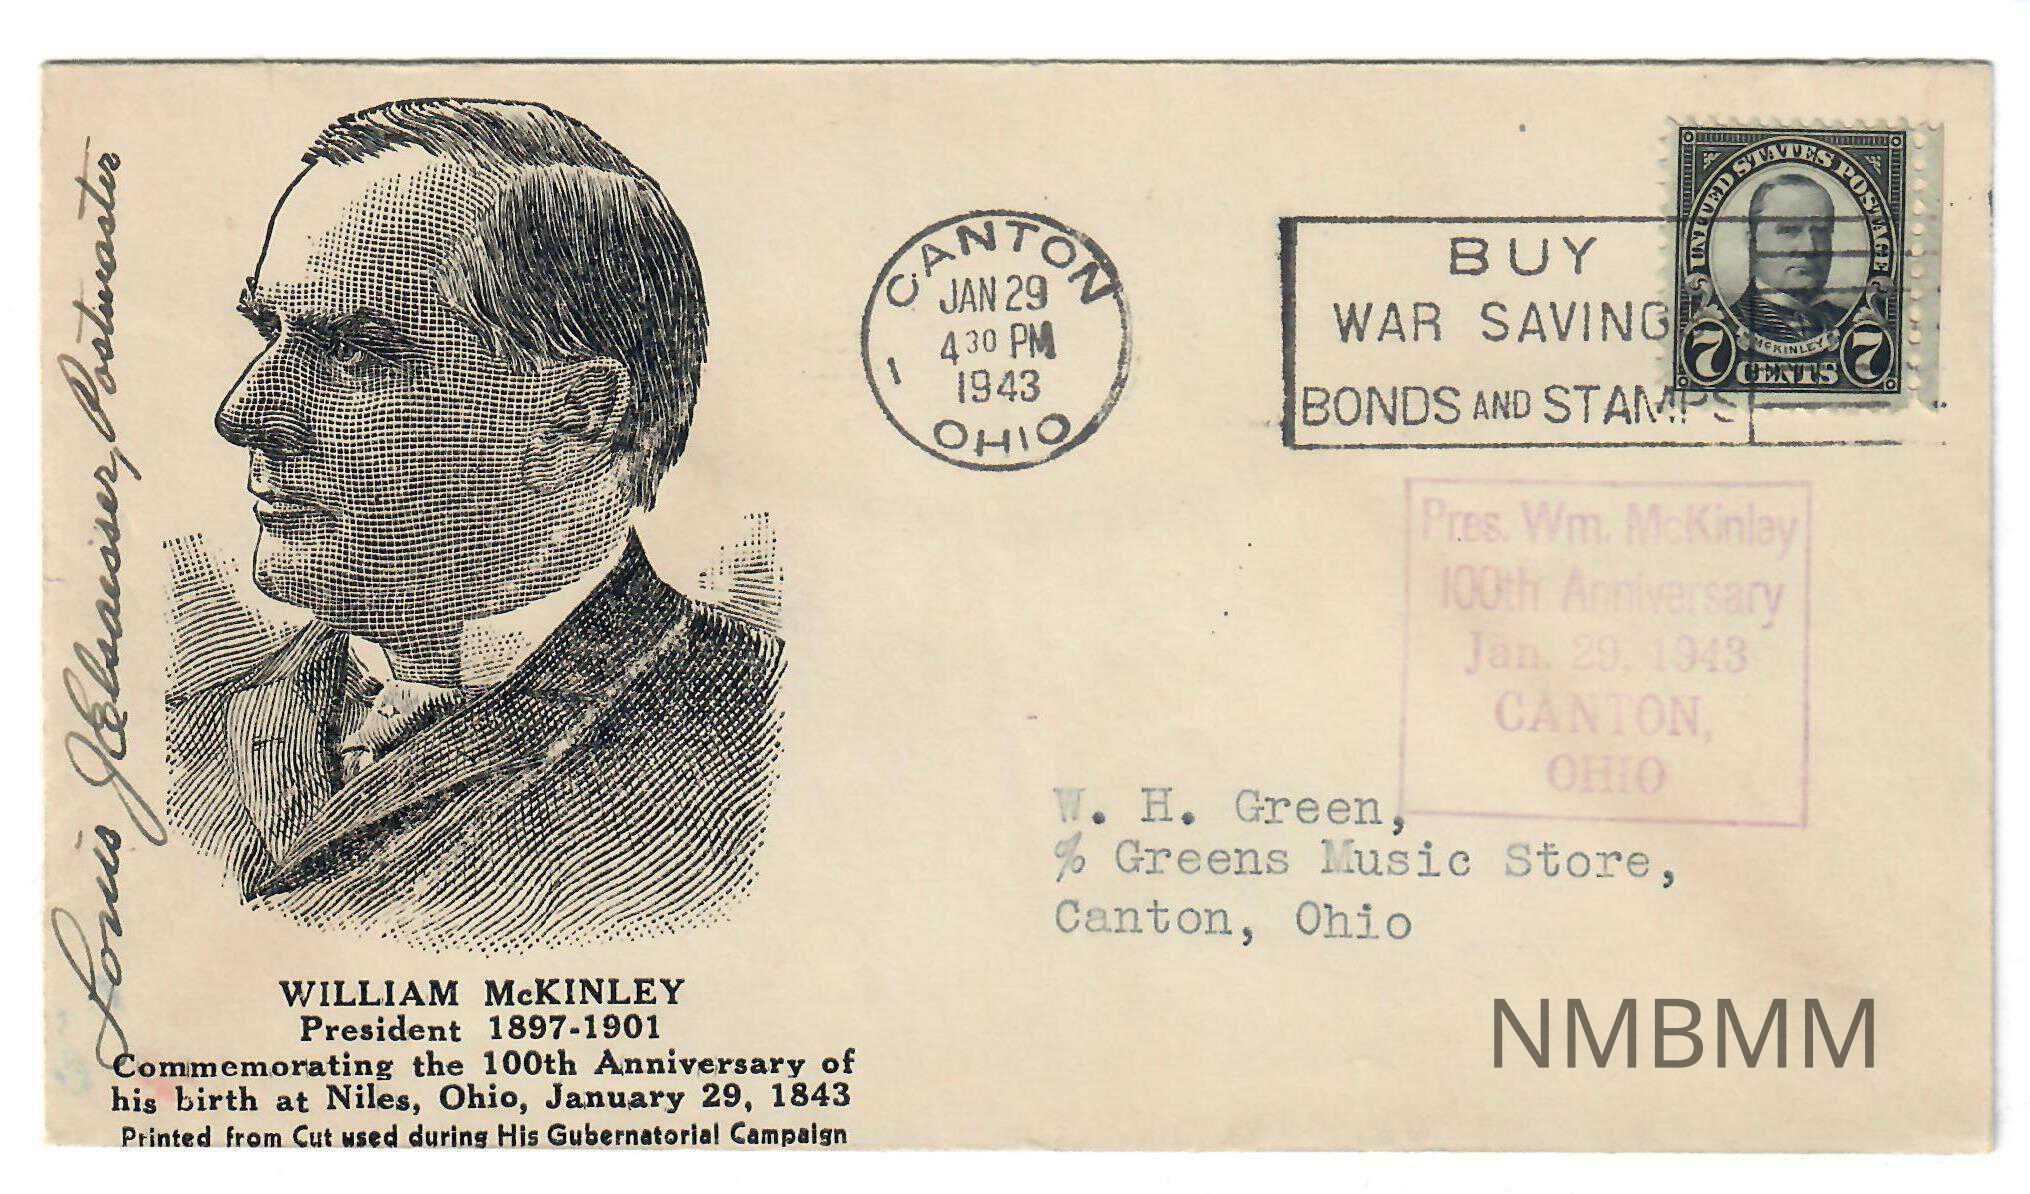 Louis J Elsaesser, Postmaster
WILLIAM McKINLEY
President 1897-1901
Commemorating the 100th Anniversary of
his birth at Niles, Ohio, January 29, 1843
Printed from Cut used during His Gubernatorial Campaign
CANTON
JAN 29
4 30 PM
1943
1
OHIO
BUY
WAR SAVING
BONDS AND STAMPS
UNITED STATES POSTAGE
McKINLEY
7 CENTS 7
Pres. Wm. McKinley
100th Anniversary
Jan. 29, 1943
CANTON,
OHIO
W. H. Green,
% Greens Music Store,
Canton, Ohio
NMBMM